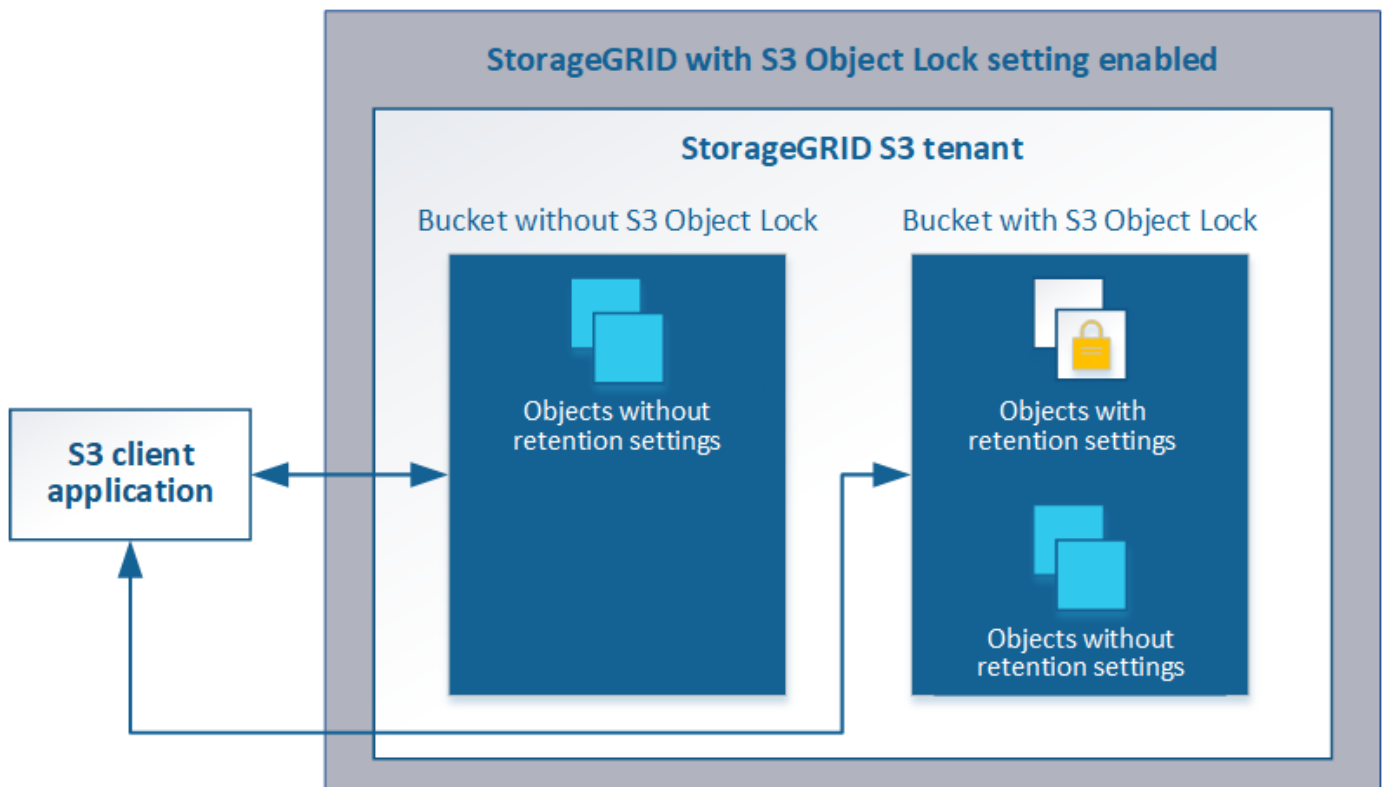 StorageGRID with S3 Object Lock setting enabled
StorageGRID S3 tenant
Bucket without S3 Object Lock
Bucket with S3 Object Lock
Objects without
retention settings
Objects with
retention settings
S3 client
application
Objects without
retention settings